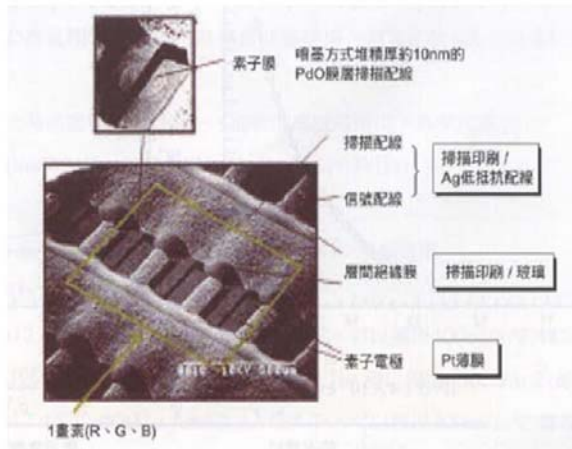 素子膜
噴墨方式堆積厚約10nm的
PdO膜層掃描配線
掃描配線
信號配線
掃描印刷 /
Ag低抵抗配線
層間絕緣膜
掃描印刷 / 玻璃
素子電極
Pt薄膜
1畫素(R、G、B)